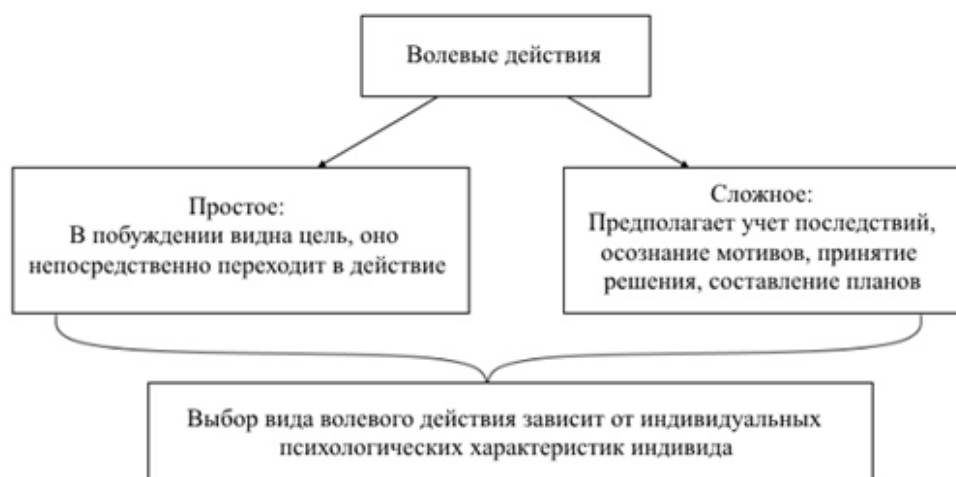 Волевые действия
Простое:
В побуждении видна цель, оно
непосредственно переходит в действие
Сложное:
Предполагает учет последствий,
осознание мотивов, принятие
решения, составление планов
Выбор вида волевого действия зависит от индивидуальных
психологических характеристик индивида